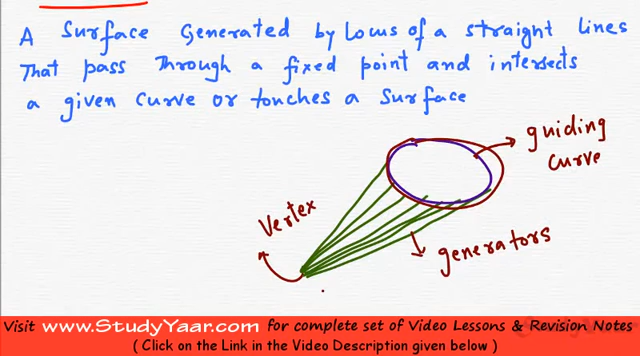 A Surface Generated by locus of a straight lines
That pass Through a fixed point and intersects
a given curve or touches a surface
guiding
curve
Vertex
generators
Visit www.StudyYaar.com for complete set of Video Lessons & Revision Notes
( Click on the Link in the Video Description given below )